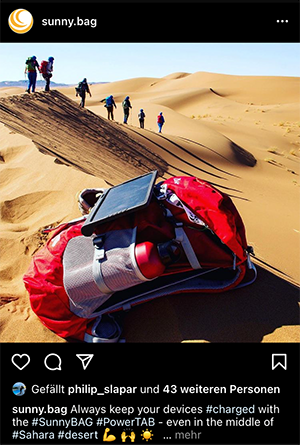 sunny.bag
Gefällt philip_slapar und 43 weiteren Personen
sunny.bag Always keep your devices #charged with
the #SunnyBAG #PowerTAB - even in the middle of
#Sahara #desert 💪🙌☀️ ... mehr